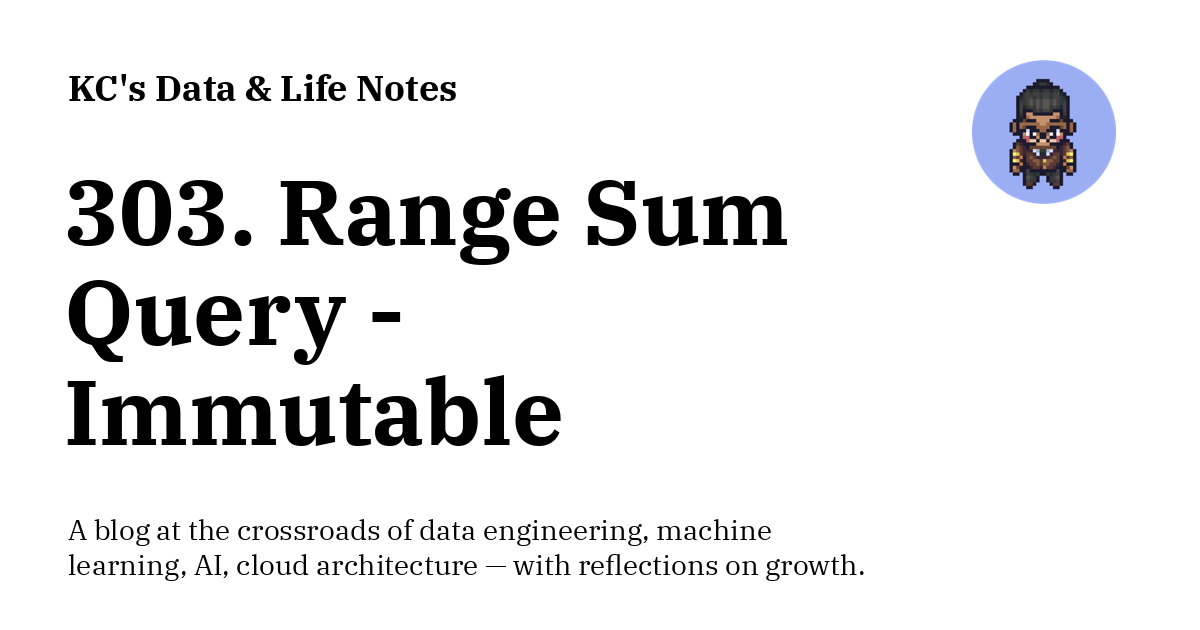 KC's Data & Life Notes
303. Range Sum
Query -
Immutable
A blog at the crossroads of data engineering, machine
learning, AI, cloud architecture — with reflections on growth.